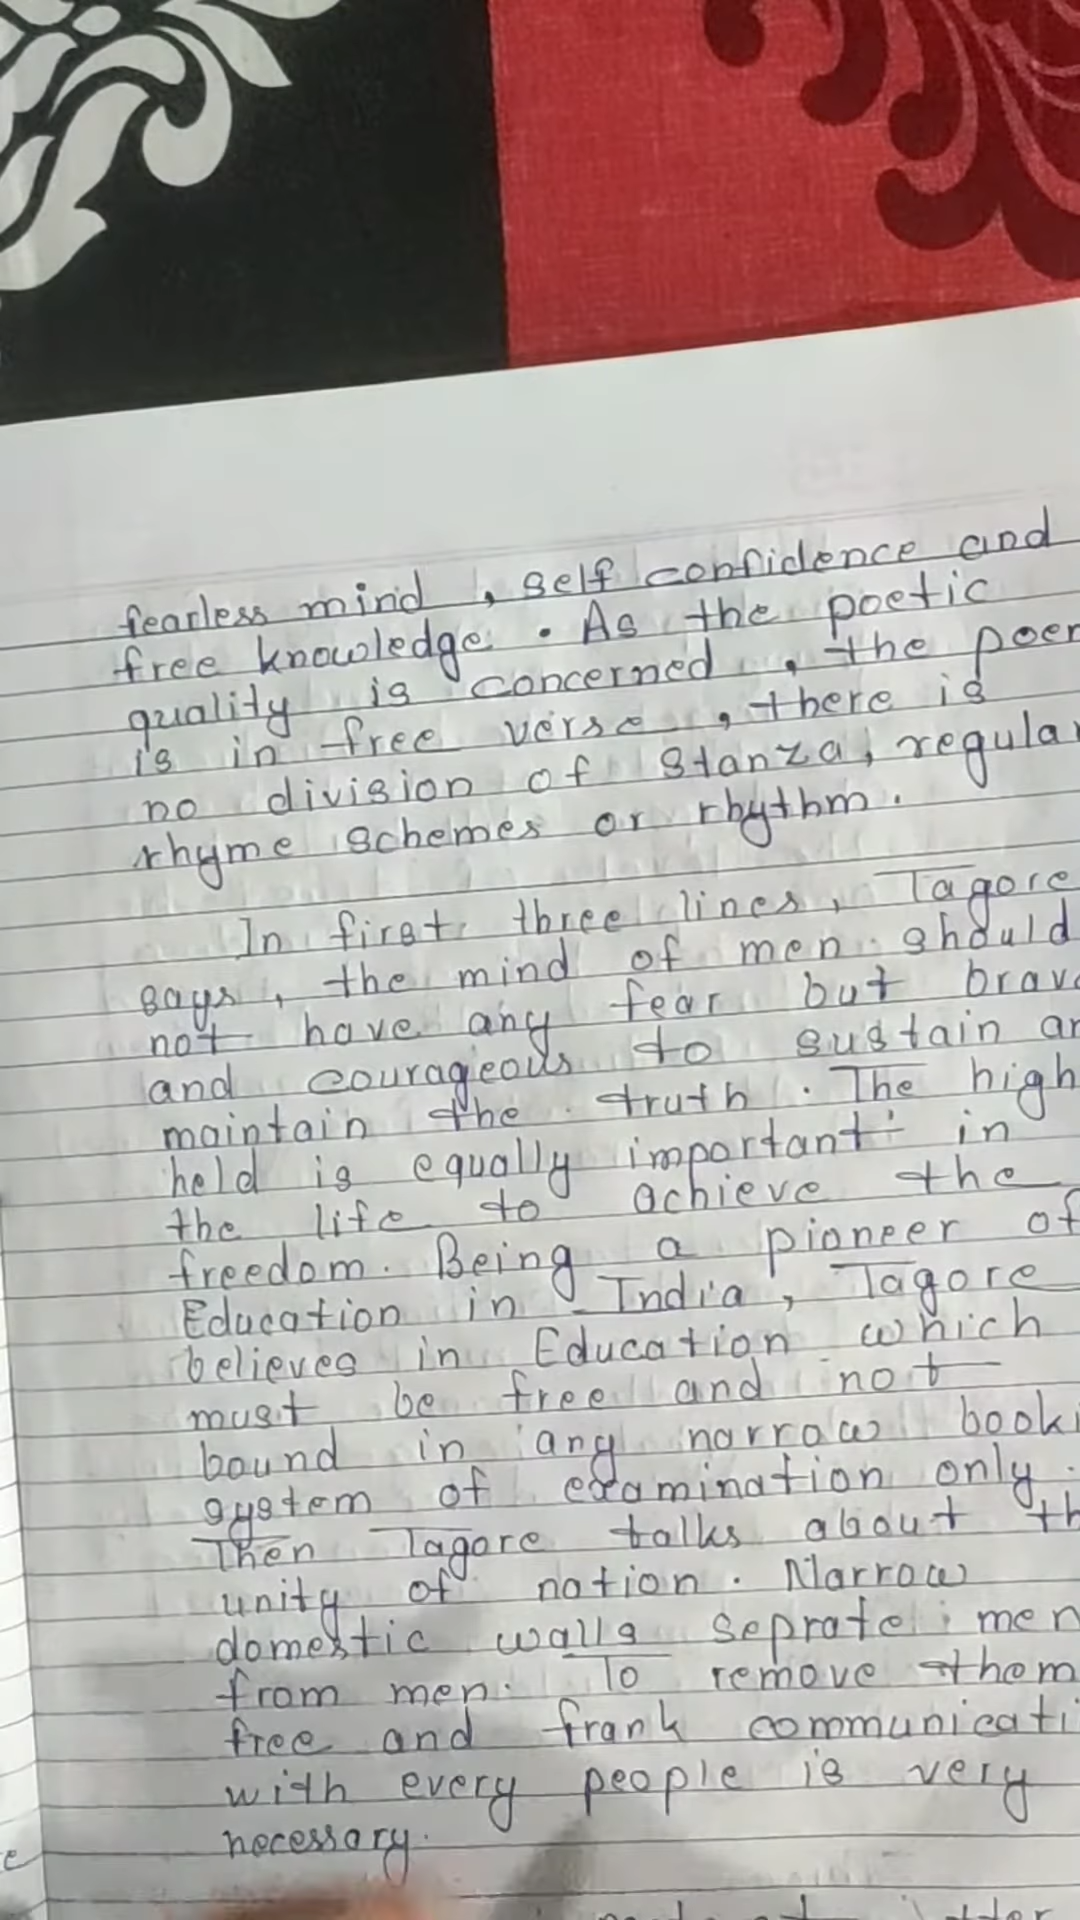 fearless mind, self confidence and
free knowledge. As the poetic
quality is concerned, the poem
is in free verse, there is
no division of stanza, regular
rhyme schemes or rhythm.
In first three lines, Tagore
says, the mind of men should
not have any fear but brave
and courageous to sustain an
maintain the truth. The high
held is equally important in
the life to achieve the
freedom. Being a pioneer of
Education in India, Tagore
believes in Education which
must be free and not
bound in any narrow book
system of examination only.
Then Tagore talks about th
unity of nation. Narrow
domestic walls seprate men
from men. To remove them
free and frank communicati
with every people is very
necessary.